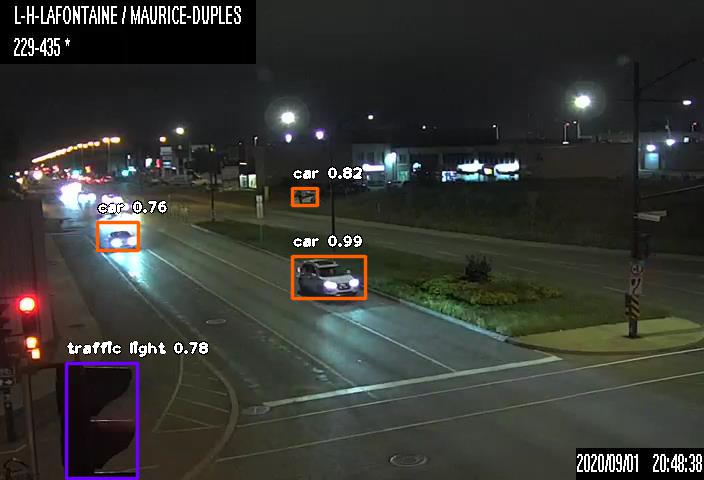 L-H-LAFONTAINE / MAURICE-DUPLES
229-435 *
car 0.82
car 0.76
car 0.99
traffic light 0.78
2020/09/01 20:48:38